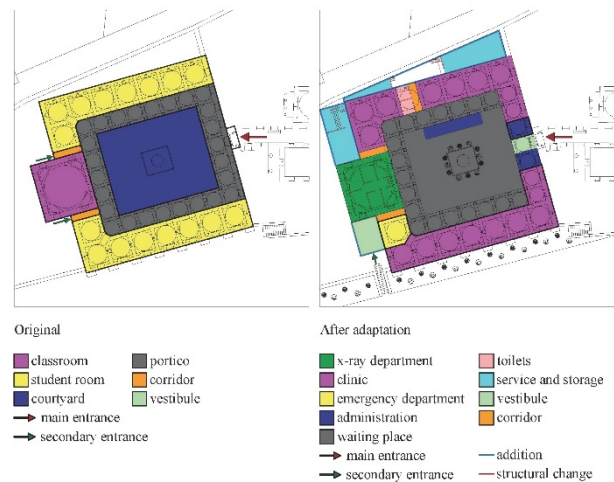 Original
classroom
student room
courtyard
main entrance
secondary entrance
portico
corridor
vestibule
After adaptation
x-ray department
clinic
emergency department
administration
waiting place
main entrance
secondary entrance
toilets
service and storage
vestibule
corridor
addition
structural change